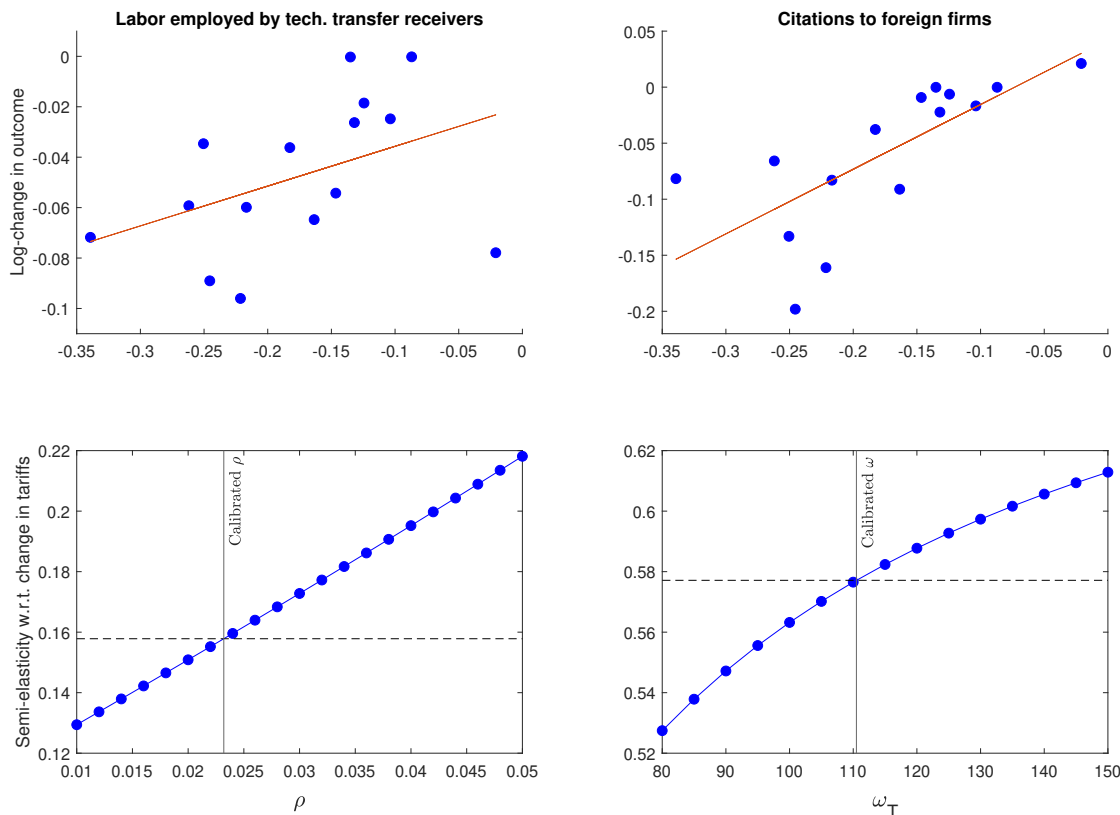 Labor employed by tech. transfer receivers
Log-change in outcome
0
-0.02
-0.04
-0.06
-0.08
-0.1
-0.35 -0.3 -0.25 -0.2 -0.15 -0.1 -0.05 0
Citations to foreign firms
0.05
0
-0.05
-0.1
-0.15
-0.2
-0.35 -0.3 -0.25 -0.2 -0.15 -0.1 -0.05 0
Semi-elasticity w.r.t. change in tariffs
0.22
0.2
0.18
0.16
0.14
0.12
Calibrated ρ
0.01 0.015 0.02 0.025 0.03 0.035 0.04 0.045 0.05
ρ
0.62
0.6
0.58
0.56
0.54
0.52
Calibrated ω
80 90 100 110 120 130 140 150
ω_T